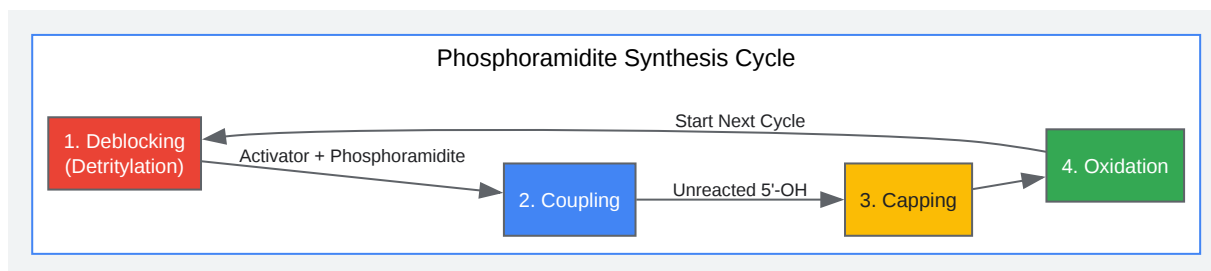 Phosphoramidite Synthesis Cycle
1. Deblocking
(Detritylation)
Activator + Phosphoramidite
2. Coupling
Unreacted 5'-OH
3. Capping
4. Oxidation
Start Next Cycle